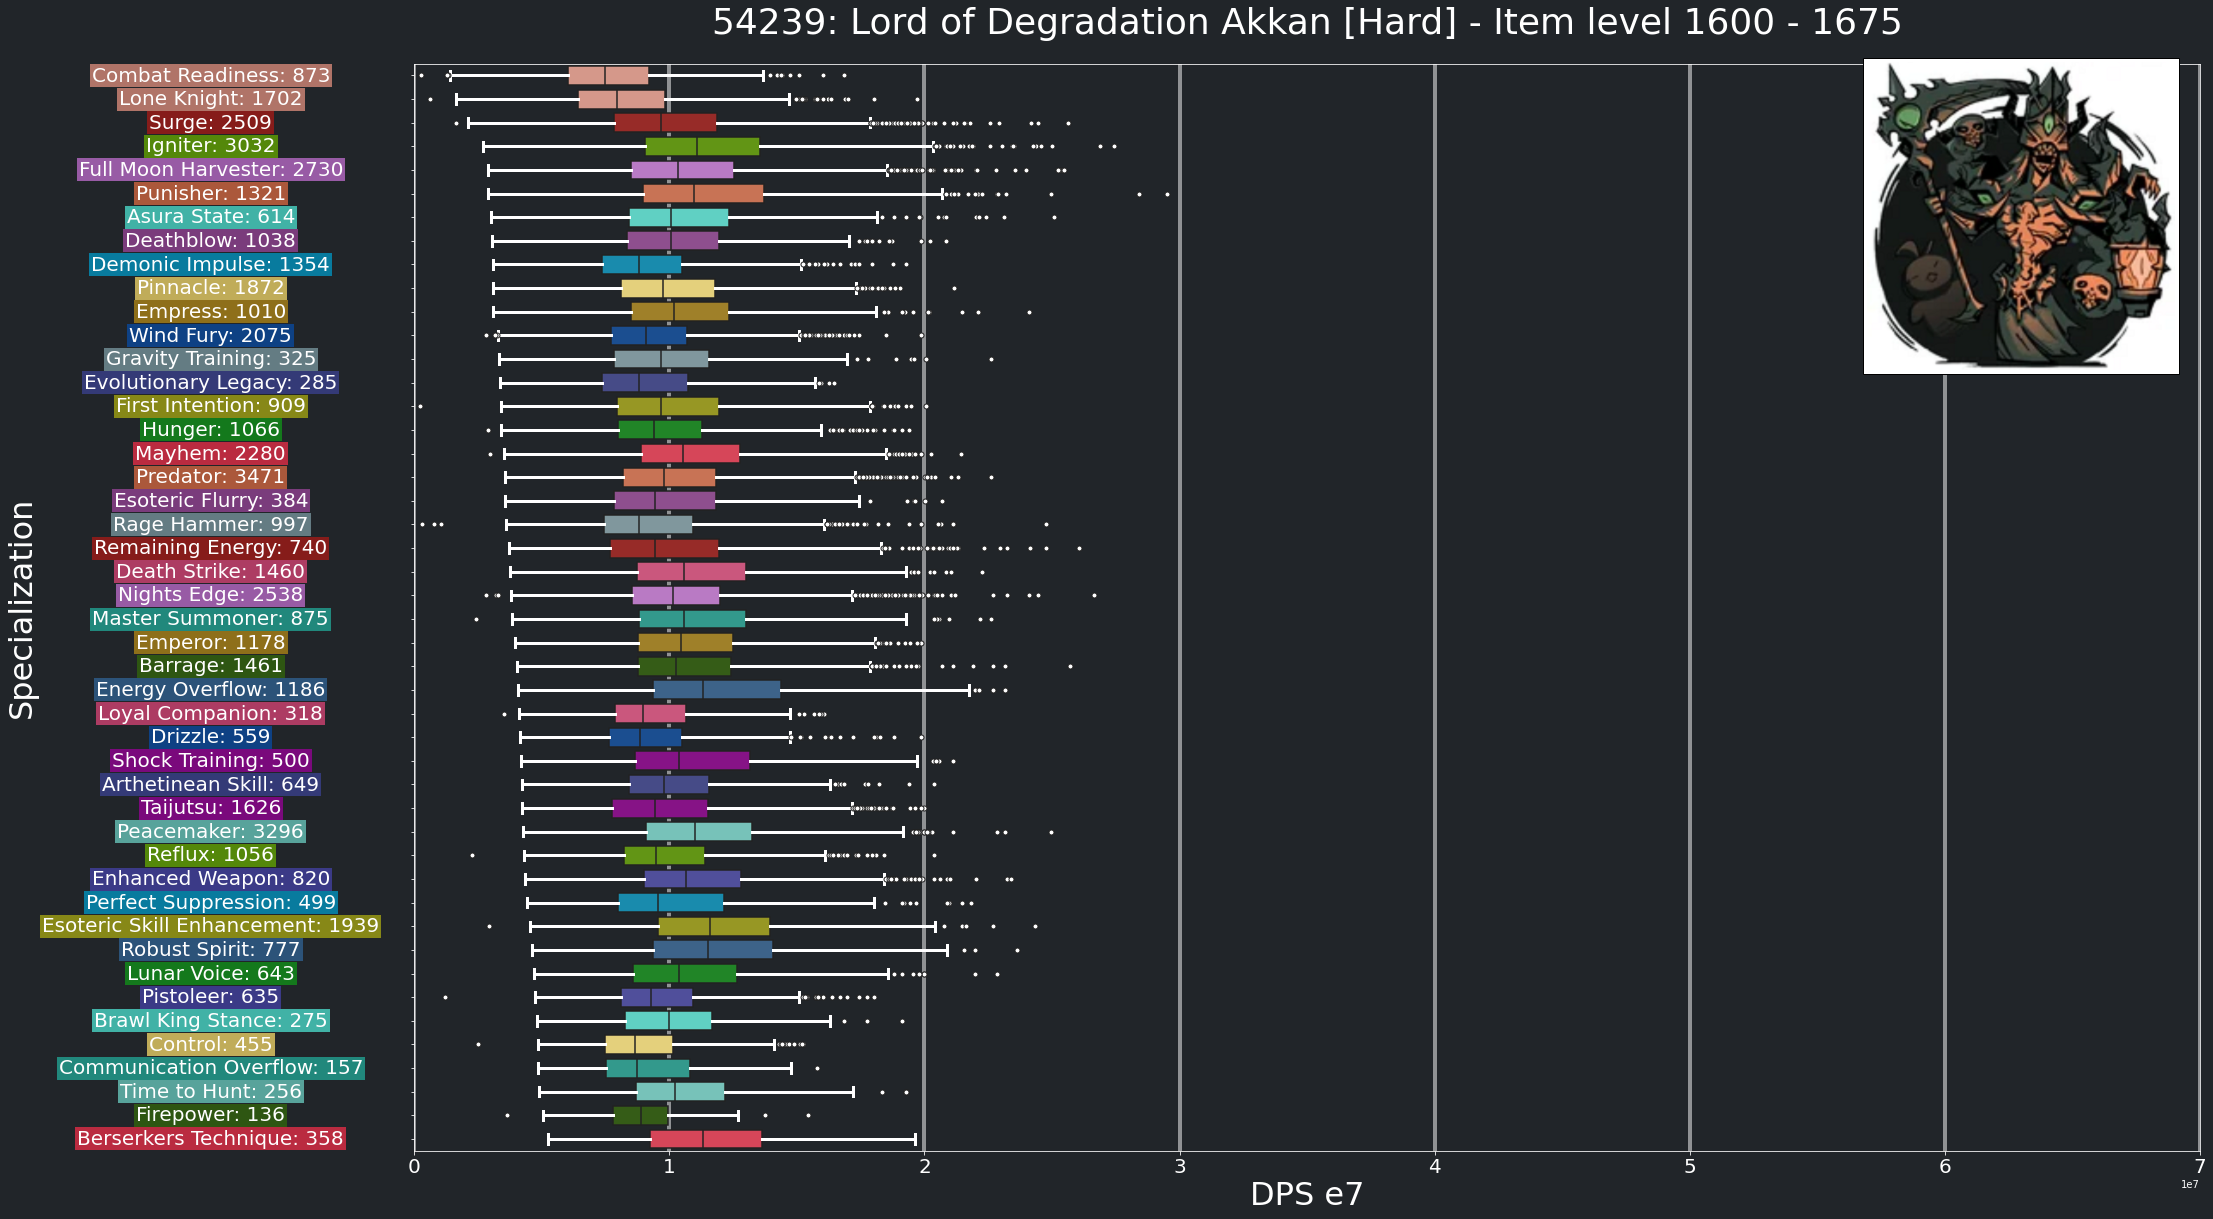 54239: Lord of Degradation Akkan [Hard] - Item level 1600 - 1675
Combat Readiness: 873
Lone Knight: 1702
Surge: 2509
Igniter: 3032
Full Moon Harvester: 2730
Punisher: 1321
Asura State: 614
Deathblow: 1038
Demonic Impulse: 1354
Pinnacle: 1872
Empress: 1010
Wind Fury: 2075
Gravity Training: 325
Evolutionary Legacy: 285
First Intention: 909
Hunger: 1066
Mayhem: 2280
Predator: 3471
Esoteric Flurry: 384
Rage Hammer: 997
Remaining Energy: 740
Death Strike: 1460
Nights Edge: 2538
Master Summoner: 875
Emperor: 1178
Barrage: 1461
Energy Overflow: 1186
Loyal Companion: 318
Drizzle: 559
Shock Training: 500
Arthetinean Skill: 649
Taijutsu: 1626
Peacemaker: 3296
Reflux: 1056
Enhanced Weapon: 820
Perfect Suppression: 499
Esoteric Skill Enhancement: 1939
Robust Spirit: 777
Lunar Voice: 643
Pistoleer: 635
Brawl King Stance: 275
Control: 455
Communication Overflow: 157
Time to Hunt: 256
Firepower: 136
Berserkers Technique: 358
Specialization
0 1 2 3 4 5 6 7
1e7
DPS e7